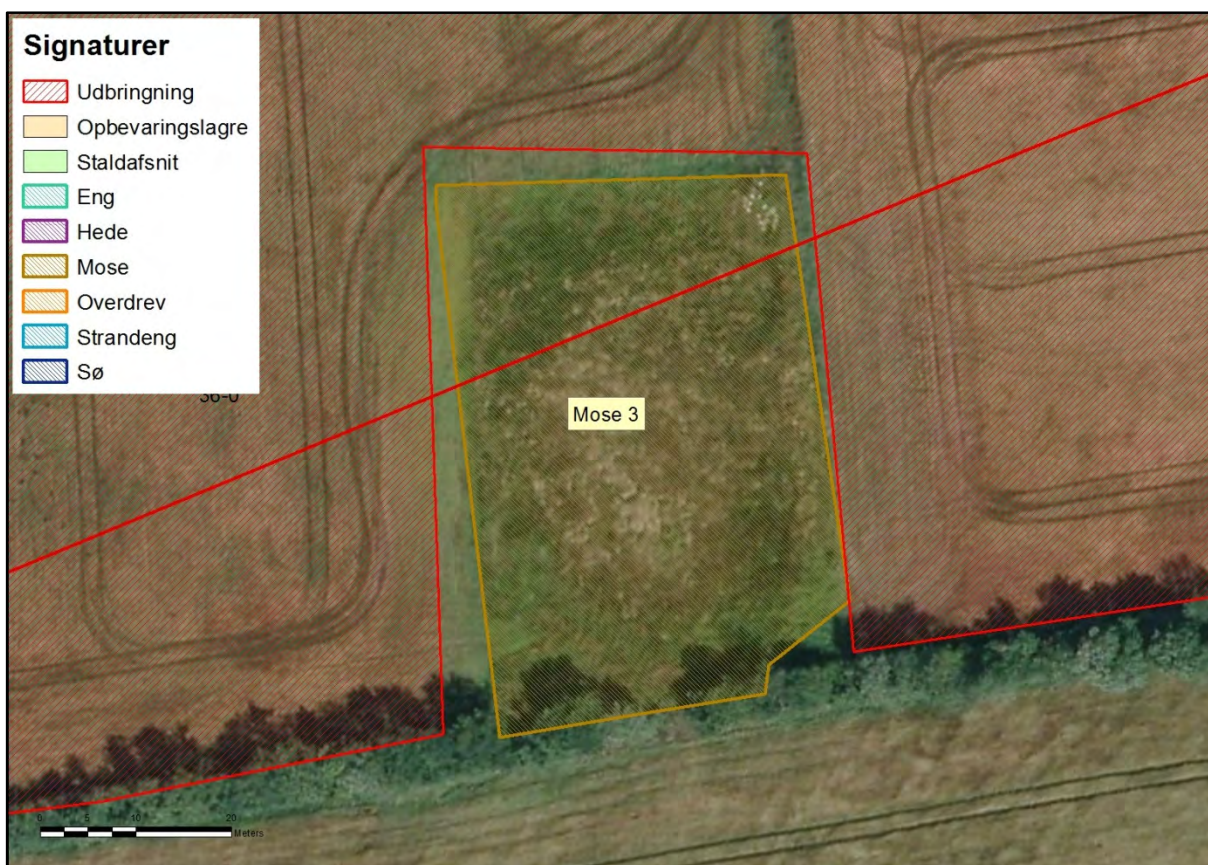 Signaturer
Udbringning
Opbevaringslagre
Staldafsnit
Eng
Hede
Mose
Overdrev
Strandeng
Sø
Mose 3
0 5 10 20
Meters